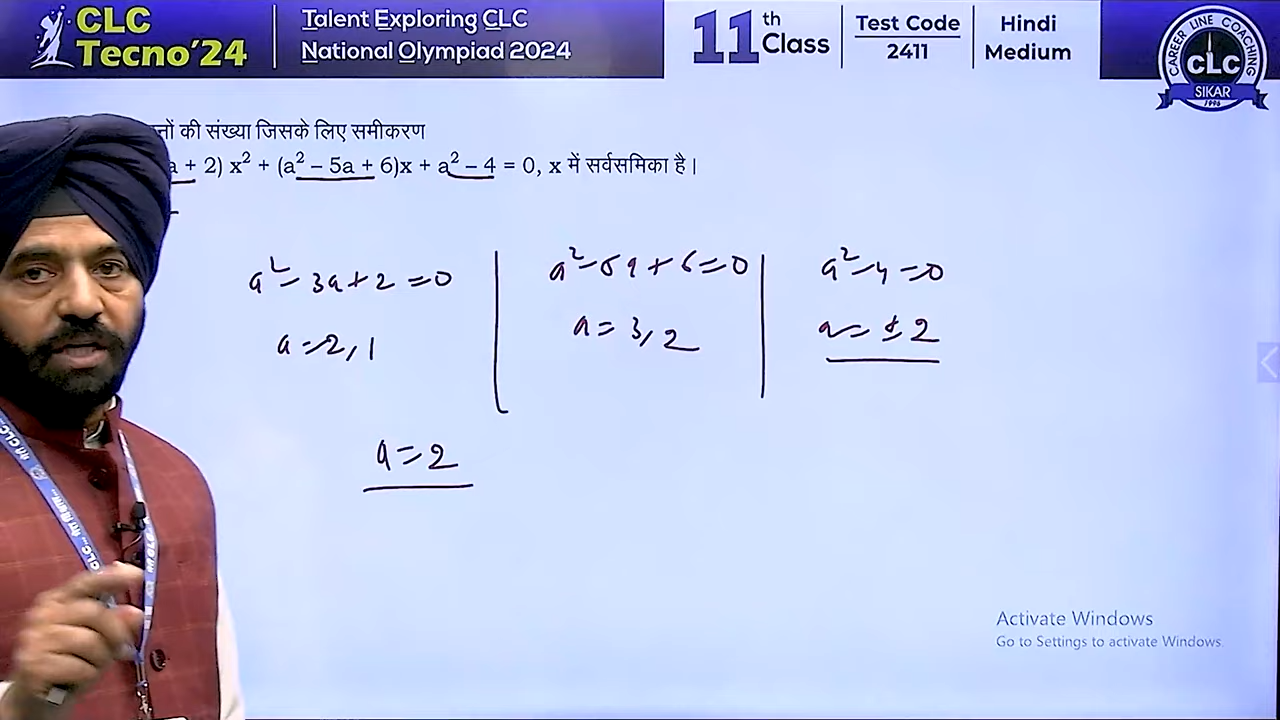 CLC
Tecno'24
Talent Exploring CLC
National Olympiad 2024
11th Class
Test Code
2411
Hindi
Medium
CAREER LINE COACHING
CLC
SIKAR
1996
की संख्या जिसके लिए समीकरण
a + 2) x² + (a² – 5a + 6)x + a² – 4 = 0, x में सर्वसमिका है।
a² – 3a + 2 = 0
a = 2, 1
a² – 5a + 6 = 0
a = 3, 2
a² – 4 = 0
a = ± 2
a = 2
Activate Windows
Go to Settings to activate Windows.